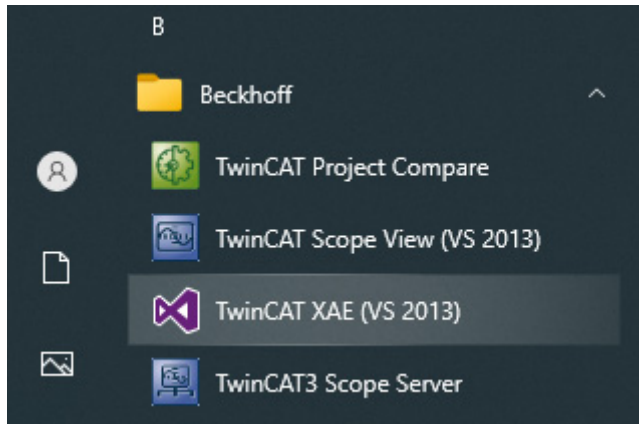 B
Beckhoff
TwinCAT Project Compare
TwinCAT Scope View (VS 2013)
TwinCAT XAE (VS 2013)
TwinCAT3 Scope Server